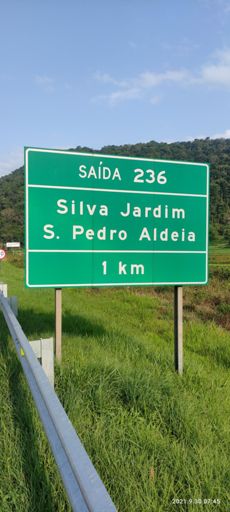 SAÍDA 236
Silva Jardim
S. Pedro Aldeia
1 km
2021.9.30 07:45